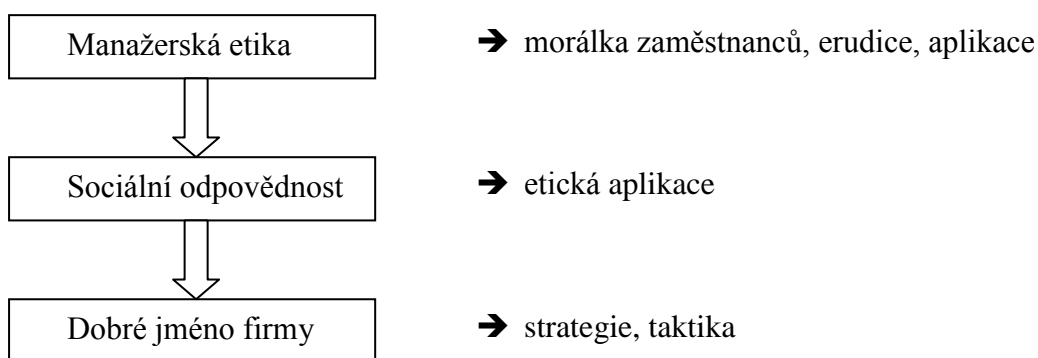 Manažerská etika ➔ morálka zaměstnanců, erudice, aplikace
Sociální odpovědnost ➔ etická aplikace
Dobré jméno firmy ➔ strategie, taktika